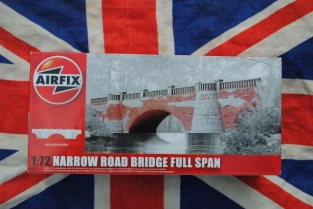 AIRFIX
1:72 NARROW ROAD BRIDGE FULL SPAN